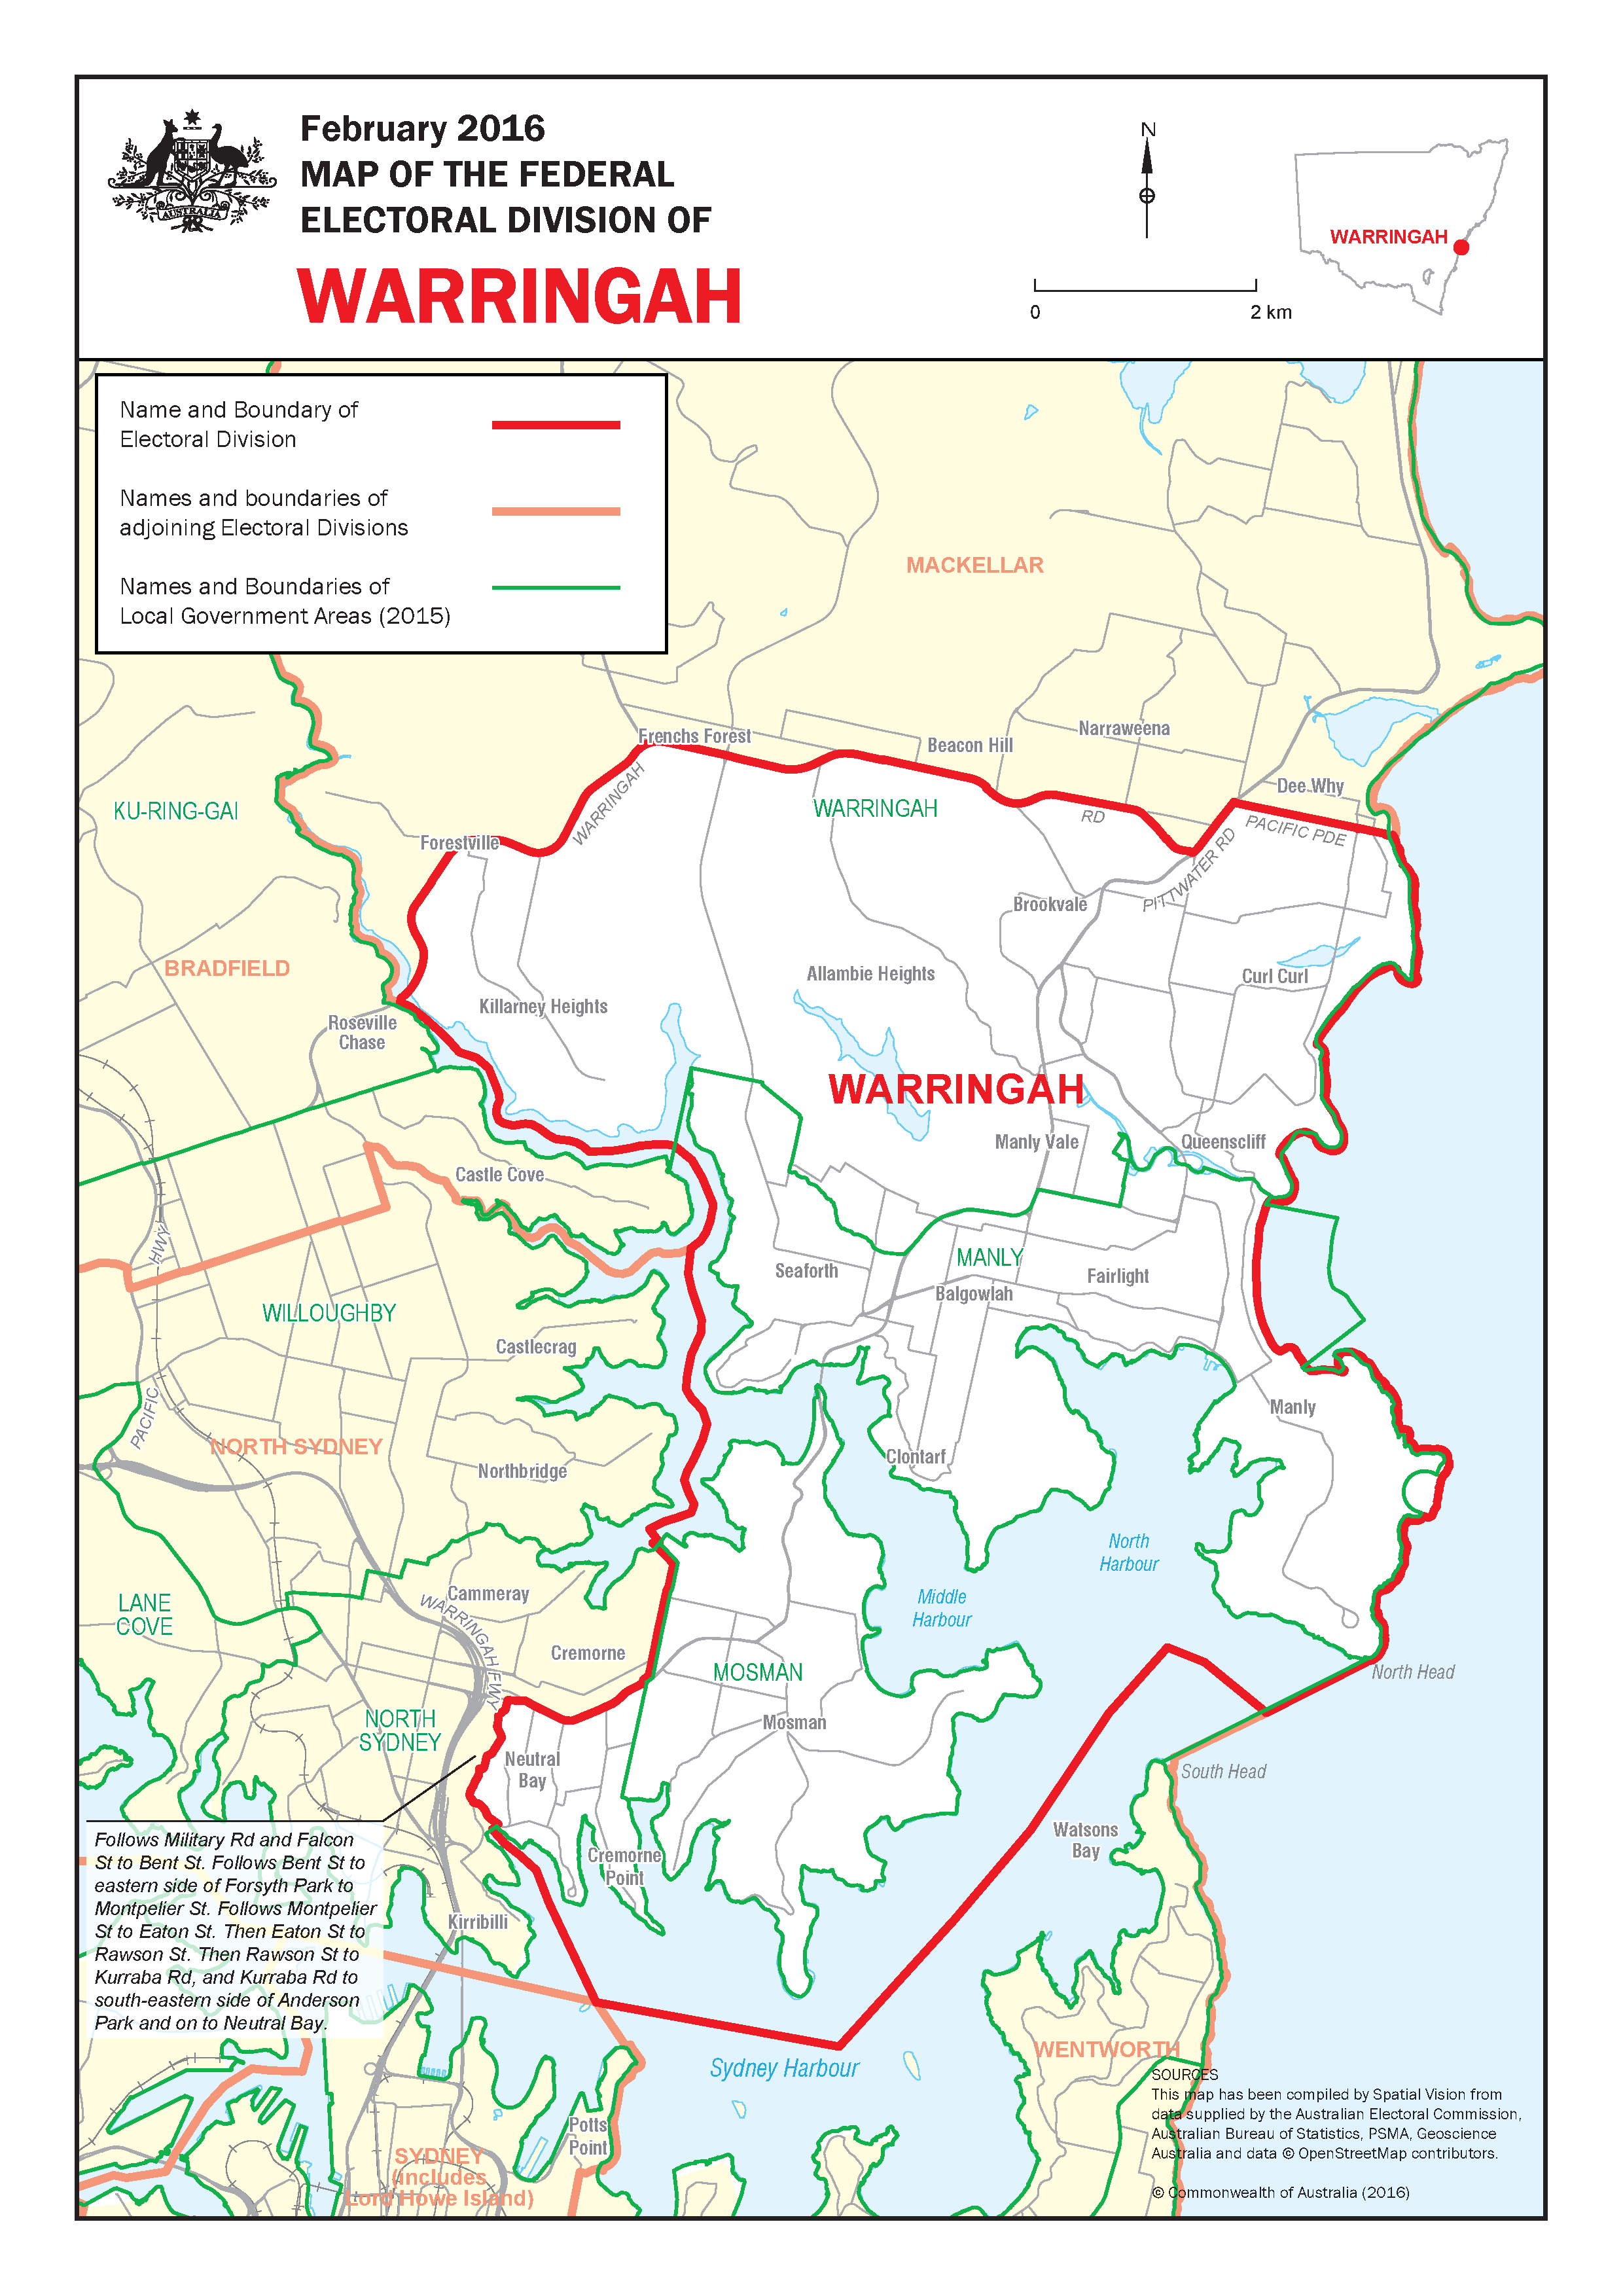 February 2016
MAP OF THE FEDERAL
ELECTORAL DIVISION OF
WARRINGAH
AUSTRALIA
N
0
2 km
WARRINGAH
Name and Boundary of
Electoral Division
Names and boundaries of
adjoining Electoral Divisions
Names and Boundaries of
Local Government Areas (2015)
MACKELLAR
Frenchs Forest
Beacon Hill
Narraweena
Dee Why
KU-RING-GAI
WARRINGAH
WARRINGAH
RD
PACIFIC PDE
PITTWATER RD
Forestville
Brookvale
BRADFIELD
Allambie Heights
Curl Curl
Killarney Heights
Roseville
Chase
WARRINGAH
Manly Vale
Queenscliff
Castle Cove
HWY
MANLY
Seaforth
Fairlight
Balgowlah
WILLOUGHBY
Castlecrag
PACIFIC
Manly
NORTH SYDNEY
Clontarf
Northbridge
North
Harbour
Middle
Harbour
Cammeray
WARRINGAH FWY
LANE
COVE
Cremorne
MOSMAN
North Head
NORTH
SYDNEY
Mosman
Neutral
Bay
South Head
Watsons
Bay
Cremorne
Point
Kirribilli
Follows Military Rd and Falcon
St to Bent St. Follows Bent St to
eastern side of Forsyth Park to
Montpelier St. Follows Montpelier
St to Eaton St. Then Eaton St to
Rawson St. Then Rawson St to
Kurraba Rd, and Kurraba Rd to
south-eastern side of Anderson
Park and on to Neutral Bay.
Sydney Harbour
WENTWORTH
Potts
Point
SYDNEY
(includes
Lord Howe Island)
SOURCES
This map has been compiled by Spatial Vision from
data supplied by the Australian Electoral Commission,
Australian Bureau of Statistics, PSMA, Geoscience
Australia and data © OpenStreetMap contributors.
© Commonwealth of Australia (2016)